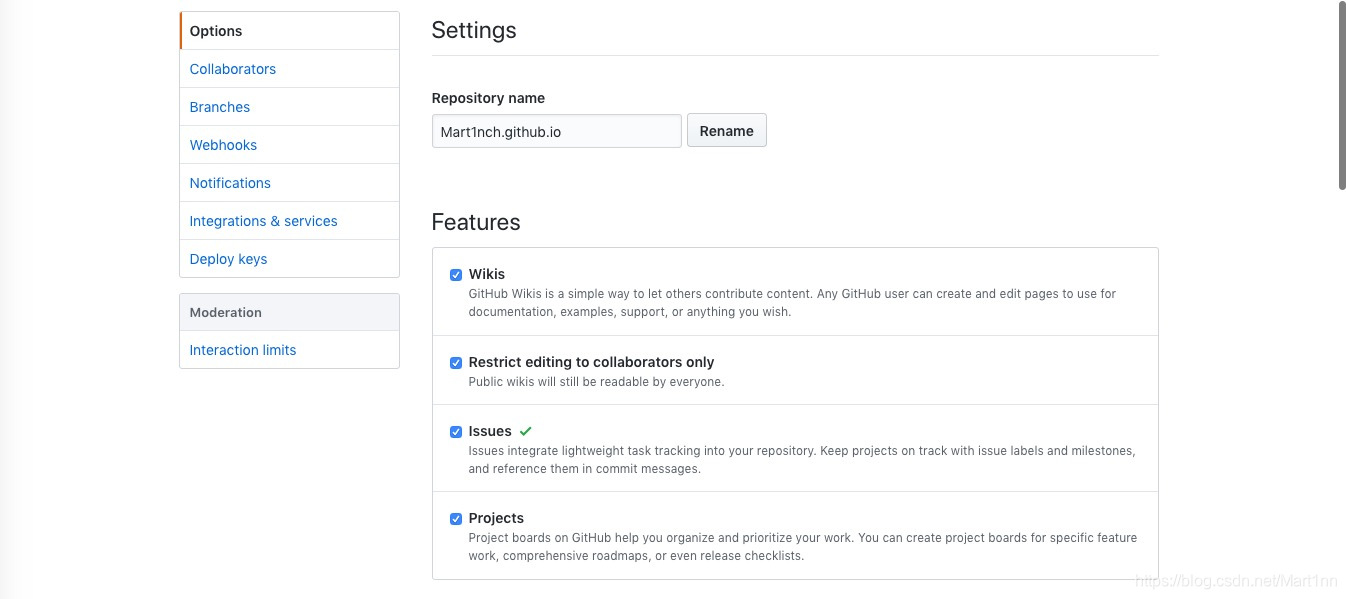 Options
Collaborators
Branches
Webhooks
Notifications
Integrations & services
Deploy keys
Moderation
Interaction limits
Settings
Repository name
Mart1nch.github.io
Rename
Features
Wikis
GitHub Wikis is a simple way to let others contribute content. Any GitHub user can create and edit pages to use for
documentation, examples, support, or anything you wish.
Restrict editing to collaborators only
Public wikis will still be readable by everyone.
Issues
Issues integrate lightweight task tracking into your repository. Keep projects on track with issue labels and milestones,
and reference them in commit messages.
Projects
Project boards on GitHub help you organize and prioritize your work. You can create project boards for specific feature
work, comprehensive roadmaps, or even release checklists.
https://blog.csdn.net/Mart1nn